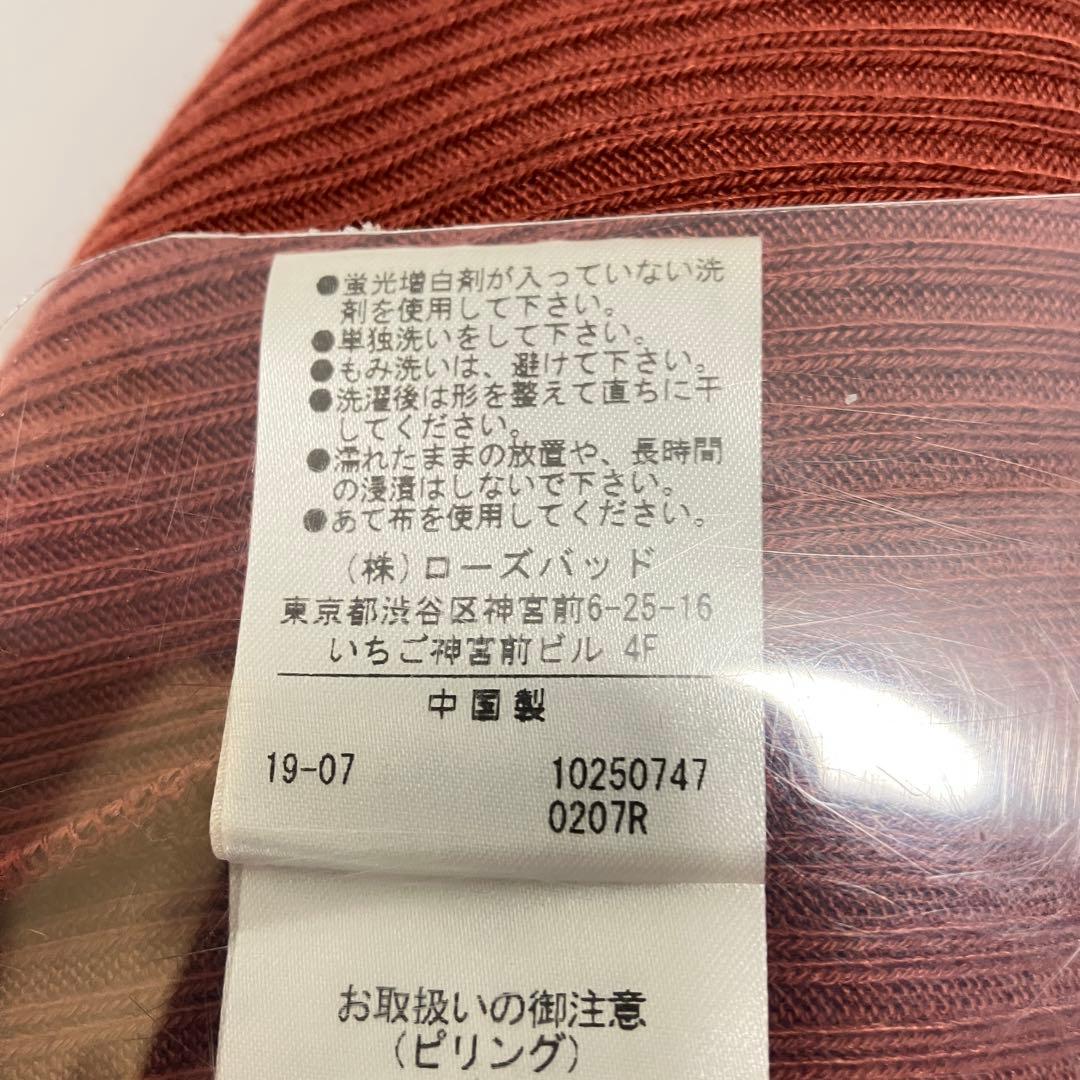 ●蛍光増白剤が入っていない洗
剤を使用して下さい。
●単独洗いをして下さい。
●もみ洗いは、避けて下さい。
●洗濯後は形を整えて直ちに干
してください。
●濡れたままの放置や、長時間
の浸漬はしないで下さい。
●あて布を使用してください。
(株)ローズバッド
東京都渋谷区神宮前6-25-16
いちご神宮前ビル 4F
中国製
19-07 10250747
0207R
お取扱いの御注意
(ピリング)